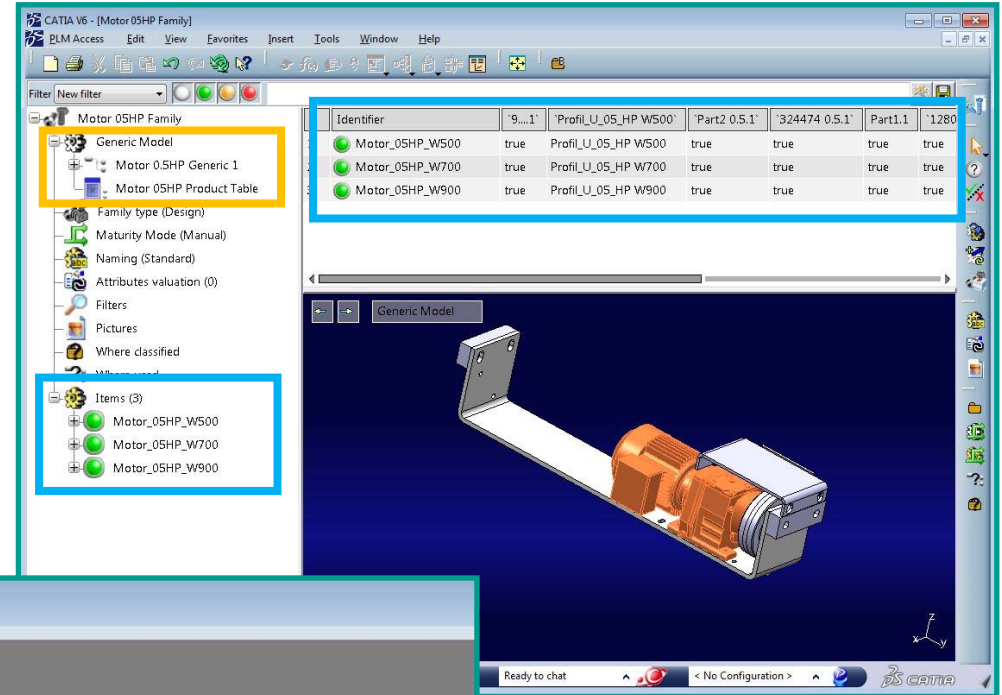 CATIA V6 - [Motor 05HP Family]
PLM Access Edit View Favorites Insert Tools Window Help
Filter New filter
Motor 05HP Family
Generic Model
Motor 0.5HP Generic 1
Motor 05HP Product Table
Family type (Design)
Maturity Mode (Manual)
Naming (Standard)
Attributes valuation (0)
Filters
Pictures
Where classified
Where used
Items (3)
Motor_05HP_W500
Motor_05HP_W700
Motor_05HP_W900
Identifier `9....1` `Profil_U_05_HP W500` `Part2 0.5.1` `324474 0.5.1` Part1.1 `1280
Motor_05HP_W500 true Profil_U_05_HP W500 true true true true
Motor_05HP_W700 true Profil_U_05_HP W700 true true true true
Motor_05HP_W900 true Profil_U_05_HP W900 true true true true
Generic Model
z
x y
Ready to chat < No Configuration > P CATIA